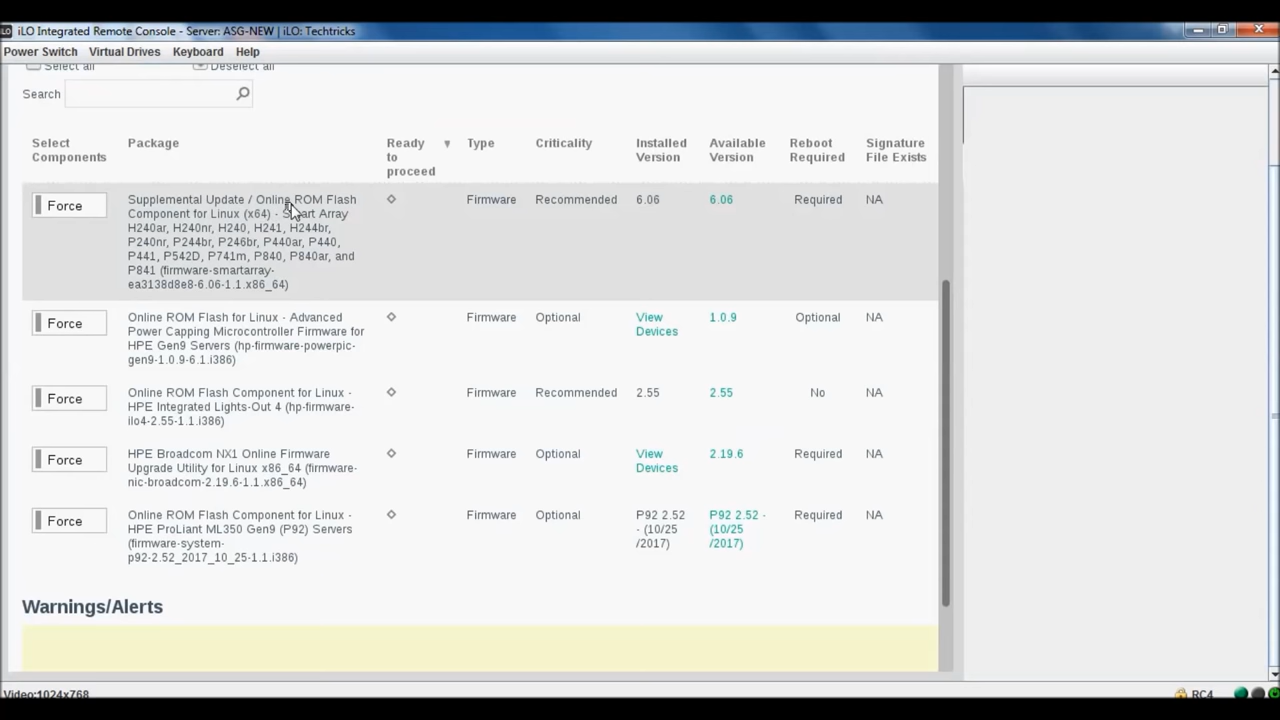 iLO Integrated Remote Console - Server: ASG-NEW | iLO: Techtricks
Power Switch Virtual Drives Keyboard Help
Select all Deselect all
Search
Select Components
Package
Ready to proceed
Type
Criticality
Installed Version
Available Version
Reboot Required
Signature File Exists
Force
Supplemental Update / Online ROM Flash
Component for Linux (x64) - Smart Array
H240ar, H240nr, H240, H241, H244br,
P240nr, P244br, P246br, P440ar, P440,
P441, P542D, P741m, P840, P840ar, and
P841 (firmware-smartarray-
ea3138d8e8-6.06-1.1.x86_64)
Firmware
Recommended
6.06
6.06
Required
NA
Force
Online ROM Flash for Linux - Advanced
Power Capping Microcontroller Firmware for
HPE Gen9 Servers (hp-firmware-powerpic-
gen9-1.0.9-6.1.i386)
Firmware
Optional
View
Devices
1.0.9
Optional
NA
Force
Online ROM Flash Component for Linux -
HPE Integrated Lights-Out 4 (hp-firmware-
ilo4-2.55-1.1.i386)
Firmware
Recommended
2.55
2.55
No
NA
Force
HPE Broadcom NX1 Online Firmware
Upgrade Utility for Linux x86_64 (firmware-
nic-broadcom-2.19.6-1.1.x86_64)
Firmware
Optional
View
Devices
2.19.6
Required
NA
Force
Online ROM Flash Component for Linux -
HPE ProLiant ML350 Gen9 (P92) Servers
(firmware-system-
p92-2.52_2017_10_25-1.1.i386)
Firmware
Optional
P92 2.52
- (10/25
/2017)
P92 2.52 -
(10/25
/2017)
Required
NA
Warnings/Alerts
Video:1024x768
RC4